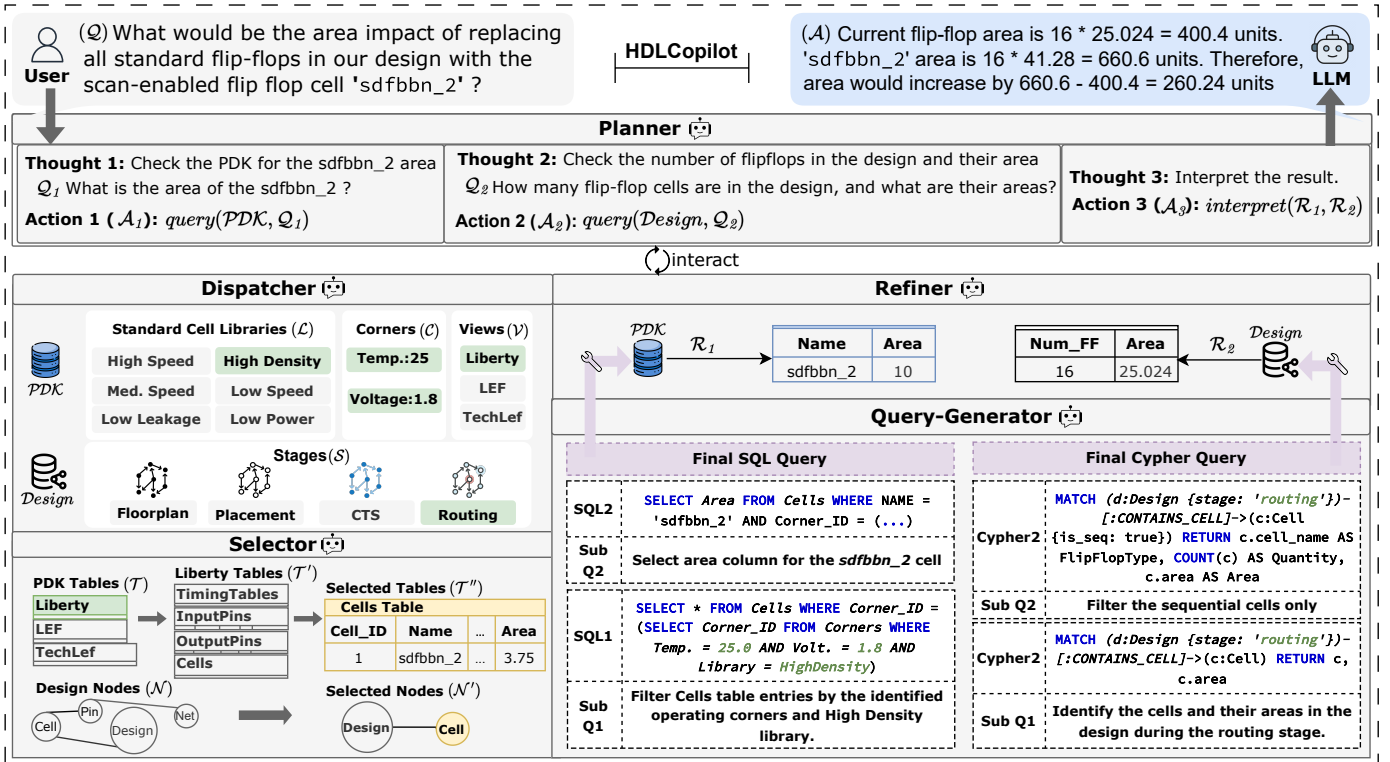 (Q) What would be the area impact of replacing
all standard flip-flops in our design with the
scan-enabled flip flop cell 'sdfbbn_2' ?
User
HDLCopilot
(A) Current flip-flop area is 16 * 25.024 = 400.4 units.
'sdfbbn_2' area is 16 * 41.28 = 660.6 units. Therefore,
area would increase by 660.6 - 400.4 = 260.24 units
LLM
Planner
Thought 1: Check the PDK for the sdfbbn_2 area
Q1 What is the area of the sdfbbn_2 ?
Action 1 (A1): query(PDK, Q1)
Thought 2: Check the number of flipflops in the design and their area
Q2 How many flip-flop cells are in the design, and what are their areas?
Action 2 (A2): query(Design, Q2)
Thought 3: Interpret the result.
Action 3 (A3): interpret(R1, R2)
interact
Dispatcher
PDK
Standard Cell Libraries (L)
High Speed
High Density
Med. Speed
Low Speed
Low Leakage
Low Power
Corners (C)
Temp.:25
Voltage:1.8
Views (V)
Liberty
LEF
TechLef
Design
Stages(S)
Floorplan
Placement
CTS
Routing
Selector
PDK Tables (T)
Liberty
LEF
TechLef
Liberty Tables (T')
TimingTables
InputPins
OutputPins
Cells
Selected Tables (T'')
Cells Table
Cell_ID Name ... Area
1 sdfbbn_2 ... 3.75
Design Nodes (N)
Cell
Pin
Design
Net
Selected Nodes (N')
Design
Cell
Refiner
PDK
R1
Name Area
sdfbbn_2 10
Num_FF Area
16 25.024
R2
Design
Query-Generator
Final SQL Query
SQL2
SELECT Area FROM Cells WHERE NAME =
'sdfbbn_2' AND Corner_ID = (...)
Sub
Q2
Select area column for the sdfbbn_2 cell
SQL1
SELECT * FROM Cells WHERE Corner_ID =
(SELECT Corner_ID FROM Corners WHERE
Temp. = 25.0 AND Volt. = 1.8 AND
Library = HighDensity)
Sub
Q1
Filter Cells table entries by the identified
operating corners and High Density
library.
Final Cypher Query
Cypher2
MATCH (d:Design {stage: 'routing'})-
[:CONTAINS_CELL]->(c:Cell
{is_seq: true}) RETURN c.cell_name AS
FlipFlopType, COUNT(c) AS Quantity,
c.area AS Area
Sub Q2
Filter the sequential cells only
Cypher2
MATCH (d:Design {stage: 'routing'})-
[:CONTAINS_CELL]->(c:Cell) RETURN c,
c.area
Sub Q1
Identify the cells and their areas in the
design during the routing stage.